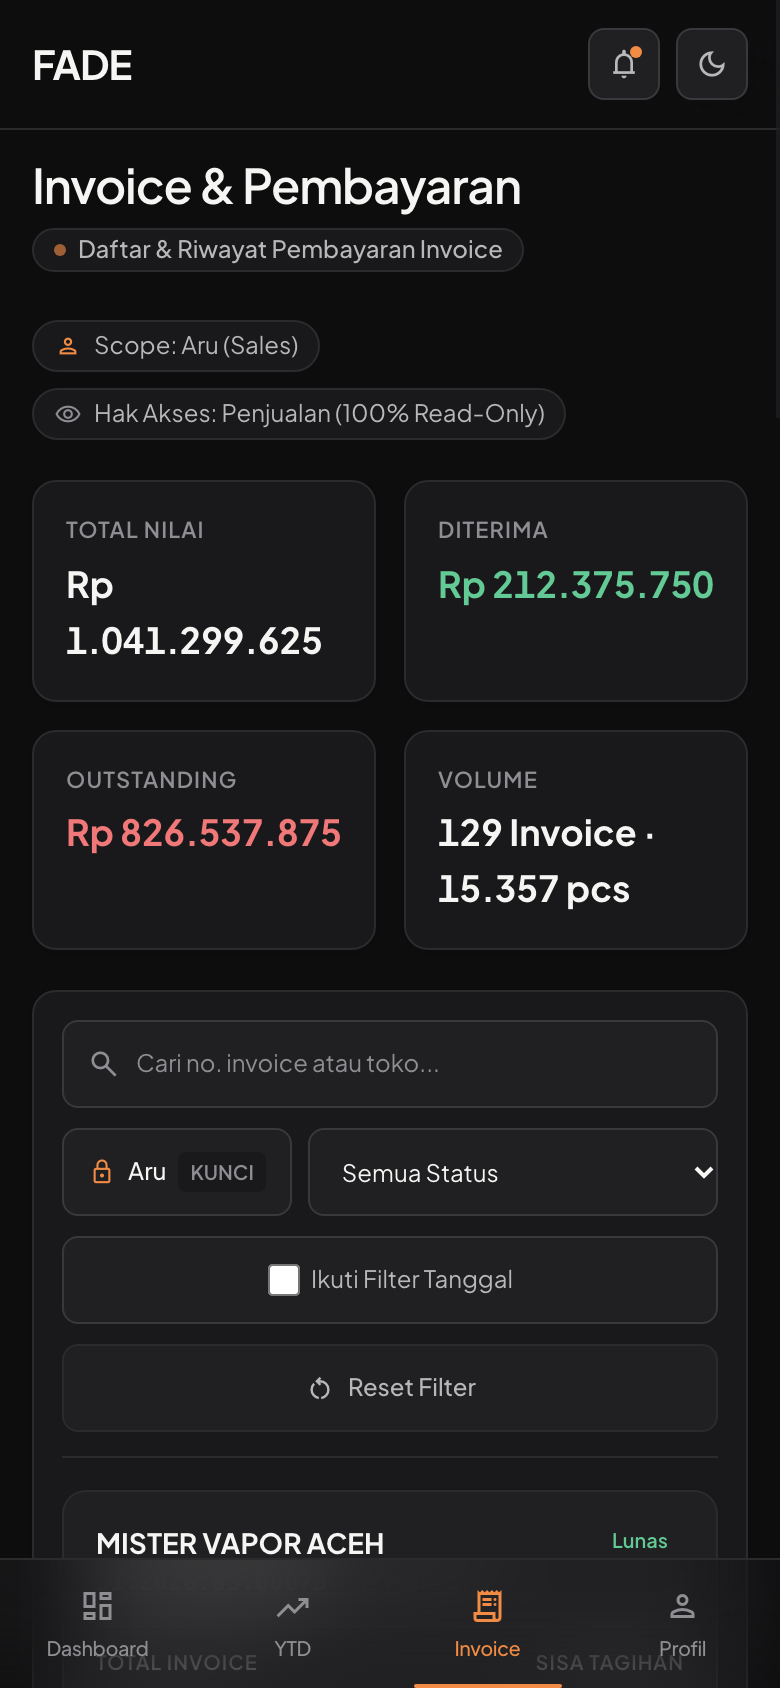 FADE
Invoice & Pembayaran
Daftar & Riwayat Pembayaran Invoice
Scope: Aru (Sales)
Hak Akses: Penjualan (100% Read-Only)
TOTAL NILAI
Rp
1.041.299.625
DITERIMA
Rp 212.375.750
OUTSTANDING
Rp 826.537.875
VOLUME
129 Invoice ·
15.357 pcs
Cari no. invoice atau toko...
Aru KUNCI
Semua Status
Ikuti Filter Tanggal
Reset Filter
MISTER VAPOR ACEH
Lunas
Dashboard
YTD
Invoice
Profil
TOTAL INVOICE
SISA TAGIHAN